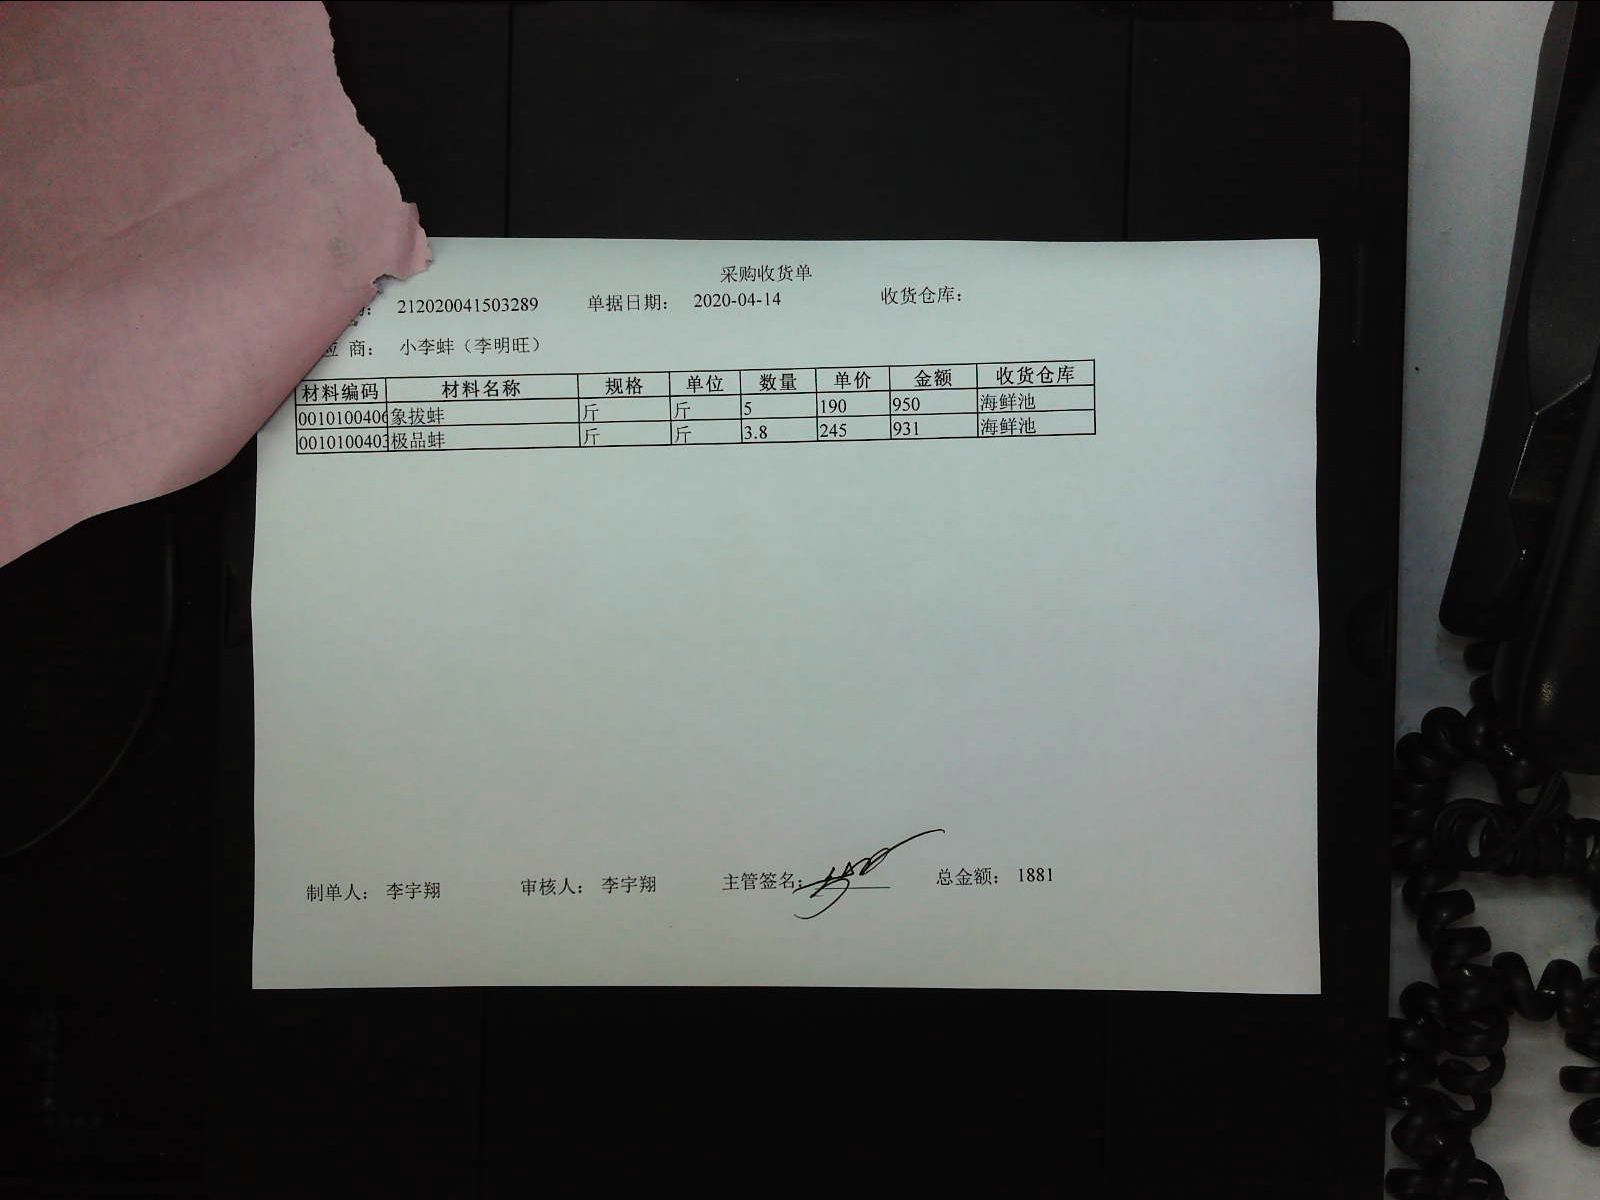 采购收货单
212020041503289 单据日期: 2020-04-14 收货仓库:
应 商: 小李蚌（李明旺）
材料编码 材料名称 规格 单位 数量 单价 金额 收货仓库
0010100406 象拔蚌 斤 斤 5 190 950 海鲜池
0010100403 极品蚌 斤 斤 3.8 245 931 海鲜池
制单人: 李宇翔 审核人: 李宇翔 主管签名: 总金额: 1881